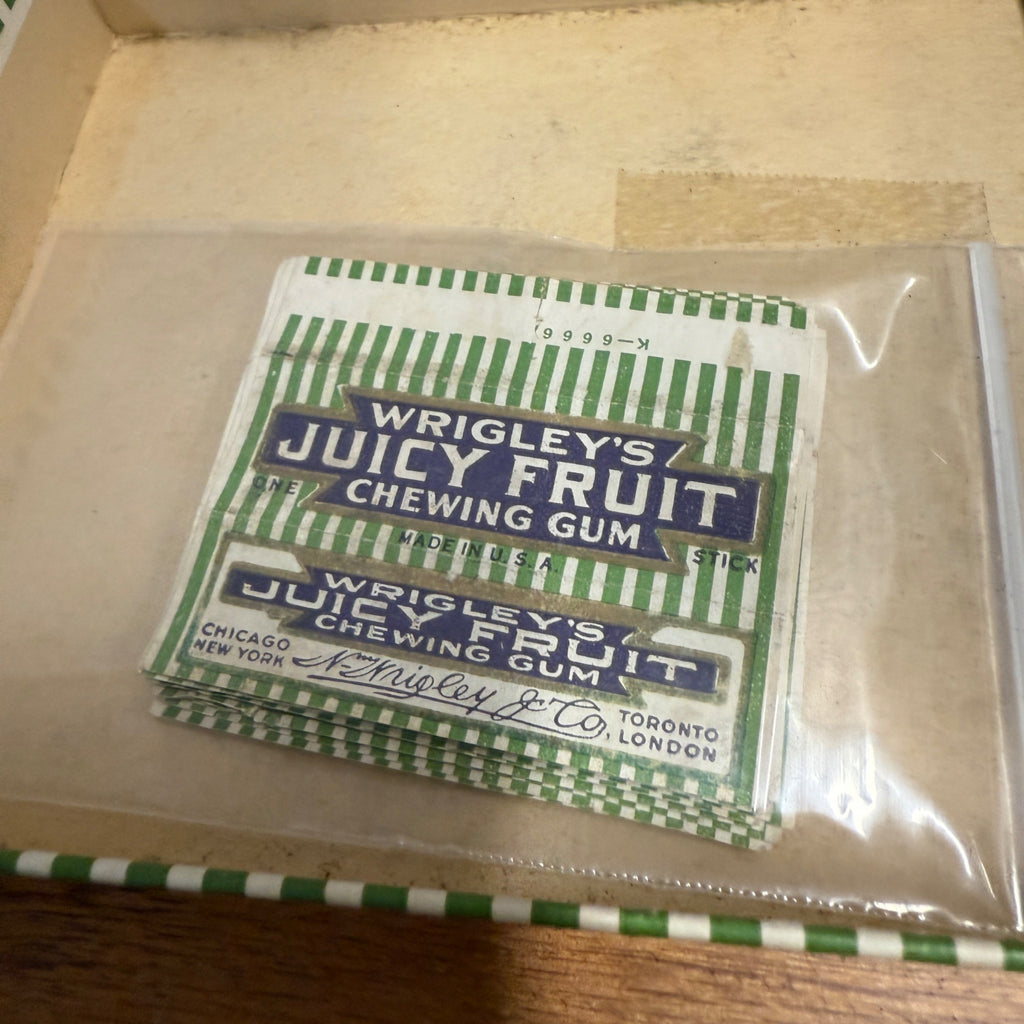 K-6666)
WRIGLEY'S
JUICY FRUIT
CHEWING GUM
ONE STICK
MADE IN U.S.A.
WRIGLEY'S
JUICY FRUIT
CHEWING GUM
CHICAGO
NEW YORK
Wm Wrigley Jr Co,
TORONTO
LONDON